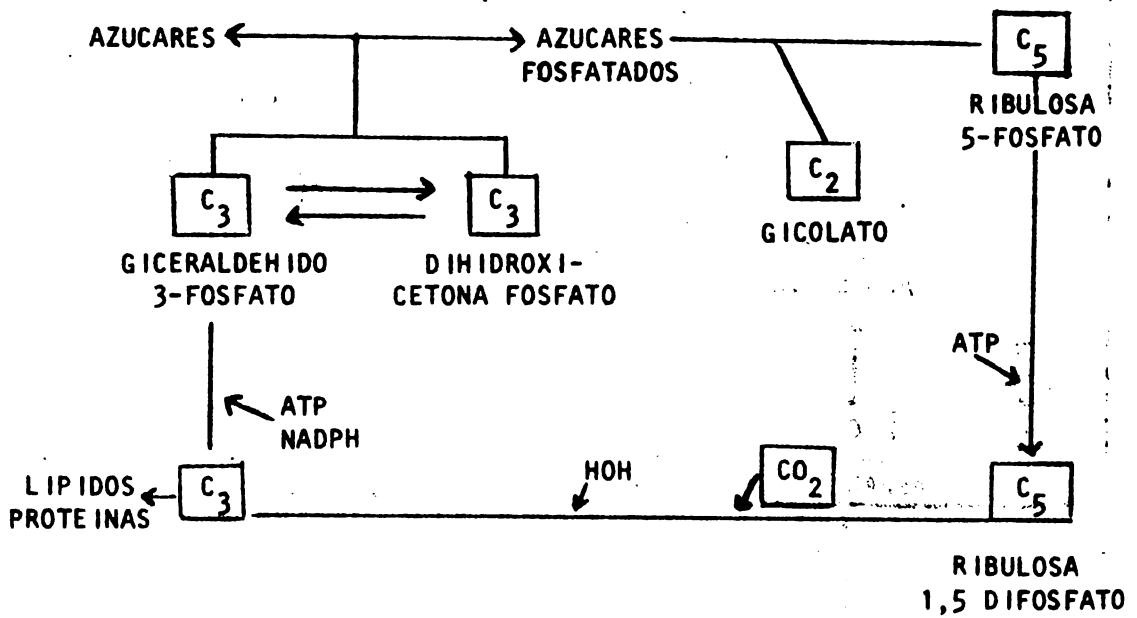 AZUCARES
AZUCARES
FOSFATADOS
C5
RIBULOSA
5-FOSFATO
C3
C3
C2
GICOLATO
GICERALDEHIDO
3-FOSFATO
DIHIDROXI-
CETONA FOSFATO
ATP
ATP
NADPH
LIPIDOS
PROTEINAS
C3
HOH
CO2
C5
RIBULOSA
1,5 DIFOSFATO